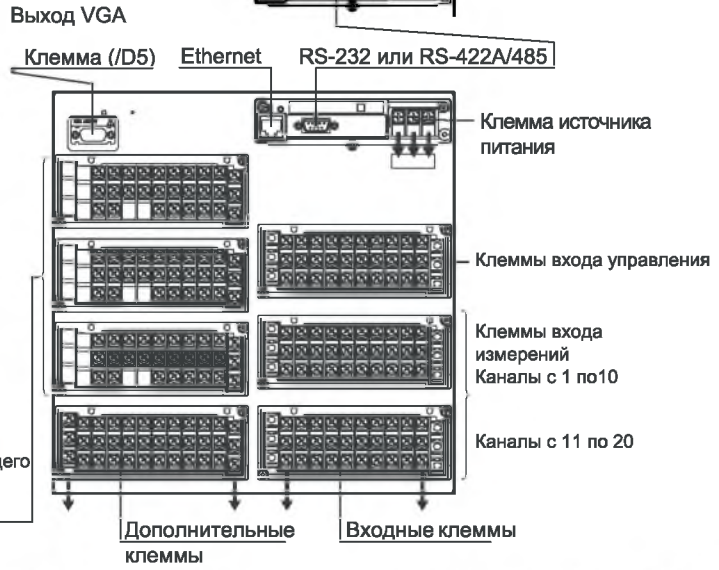 Выход VGA
Клемма (/D5)
Ethernet
RS-232 или RS-422A/485
Клемма источника
питания
Клеммы входа управления
Клеммы входа
измерений
Каналы с 1 по10
Каналы с 11 по 20
Дополнительные
клеммы
Входные клеммы